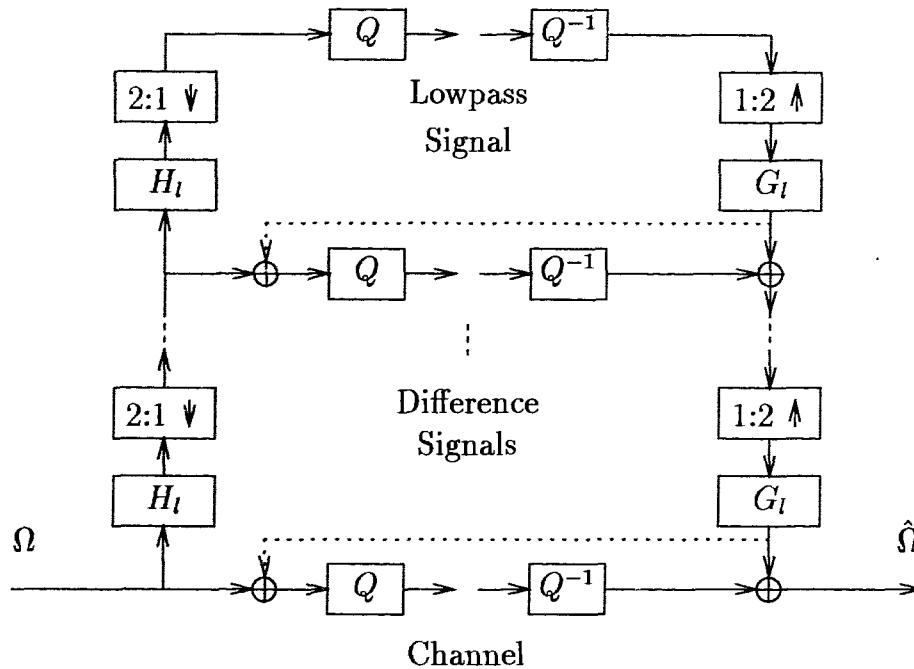 Q Q⁻¹
2:1 Lowpass 1:2
Signal
H_l G_l
Q Q⁻¹
2:1 Difference 1:2
Signals
H_l G_l
Ω Ω̂
Q Q⁻¹
Channel